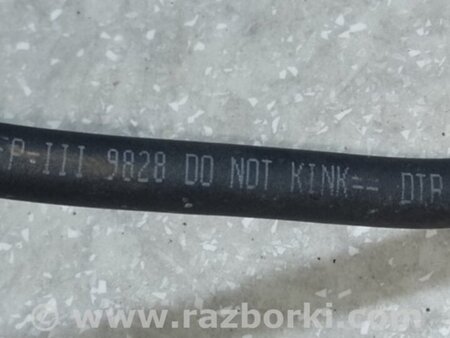 P-III 9828 DO NOT KINK== DTR
www.razborki.com